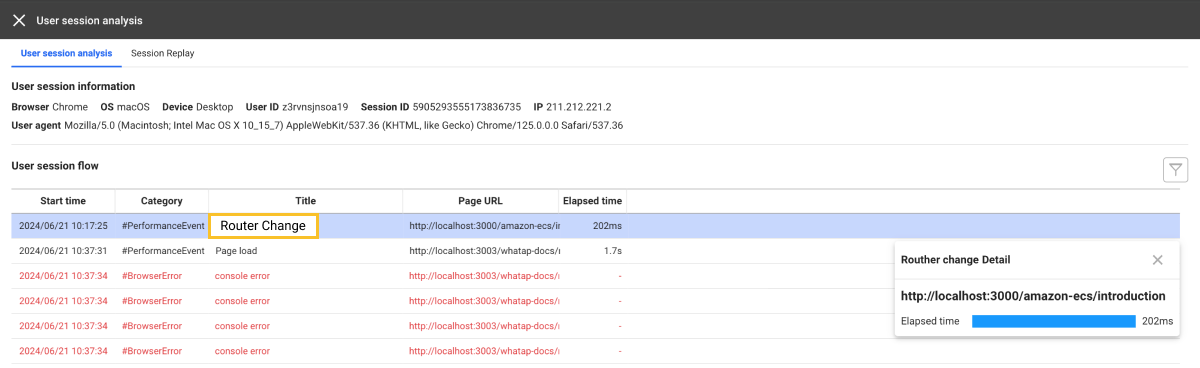 User session analysis
User session analysis Session Replay
User session information
Browser Chrome OS macOS Device Desktop User ID z3rvnsjnsoa19 Session ID 5905293555173836735 IP 211.212.221.2
User agent Mozilla/5.0 (Macintosh; Intel Mac OS X 10_15_7) AppleWebKit/537.36 (KHTML, like Gecko) Chrome/125.0.0.0 Safari/537.36
User session flow
Start time Category Title Page URL Elapsed time
2024/06/21 10:17:25 #PerformanceEvent Router Change http://localhost:3000/amazon-ecs/in 202ms
2024/06/21 10:37:31 #PerformanceEvent Page load http://localhost:3003/whatap-docs/i 1.7s
2024/06/21 10:37:34 #BrowserError console error http://localhost:3003/whatap-docs/i -
2024/06/21 10:37:34 #BrowserError console error http://localhost:3003/whatap-docs/i -
2024/06/21 10:37:34 #BrowserError console error http://localhost:3003/whatap-docs/i -
2024/06/21 10:37:34 #BrowserError console error http://localhost:3003/whatap-docs/i -
Routher change Detail
http://localhost:3000/amazon-ecs/introduction
Elapsed time 202ms